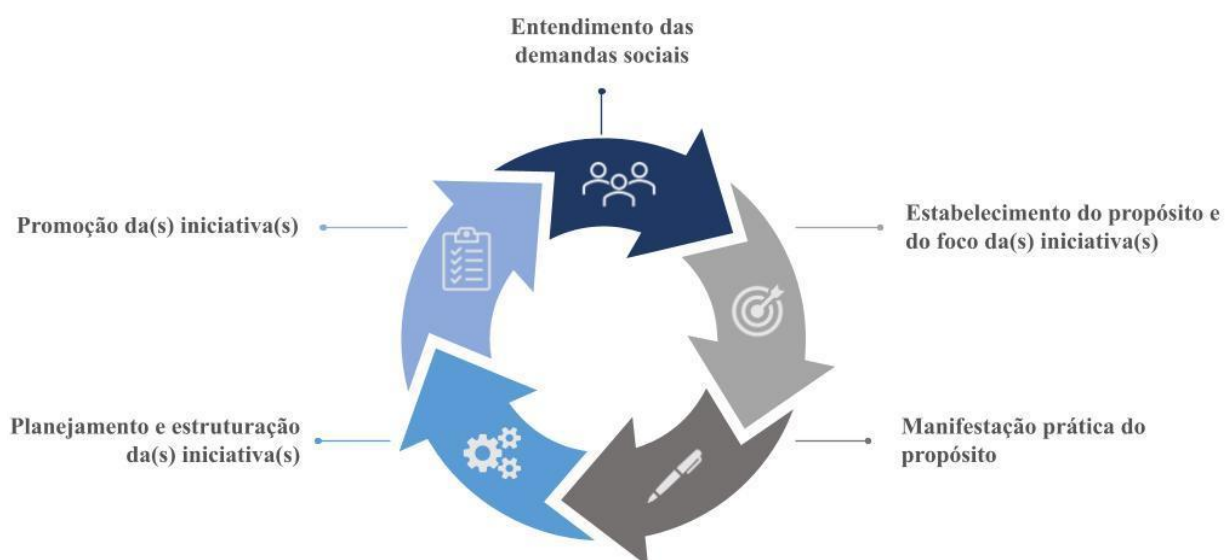 Entendimento das
demandas sociais
Estabelecimento do propósito e
do foco da(s) iniciativa(s)
Manifestação prática do
propósito
Planejamento e estruturação
da(s) iniciativa(s)
Promoção da(s) iniciativa(s)